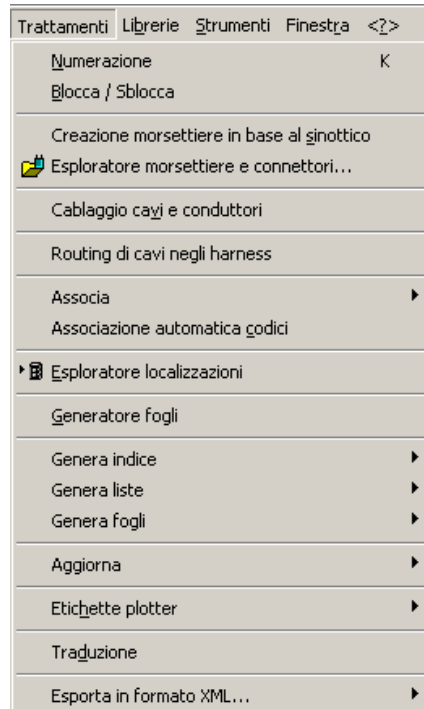 Trattamenti Librerie Strumenti Finestra <?>
Numerazione K
Blocca / Sblocca
Creazione morsettiere in base al sinottico
Esploratore morsettiere e connettori...
Cablaggio cavi e conduttori
Routing di cavi negli harness
Associa
Associazione automatica codici
Esploratore localizzazioni
Generatore fogli
Genera indice
Genera liste
Genera fogli
Aggiorna
Etichette plotter
Traduzione
Esporta in formato XML...